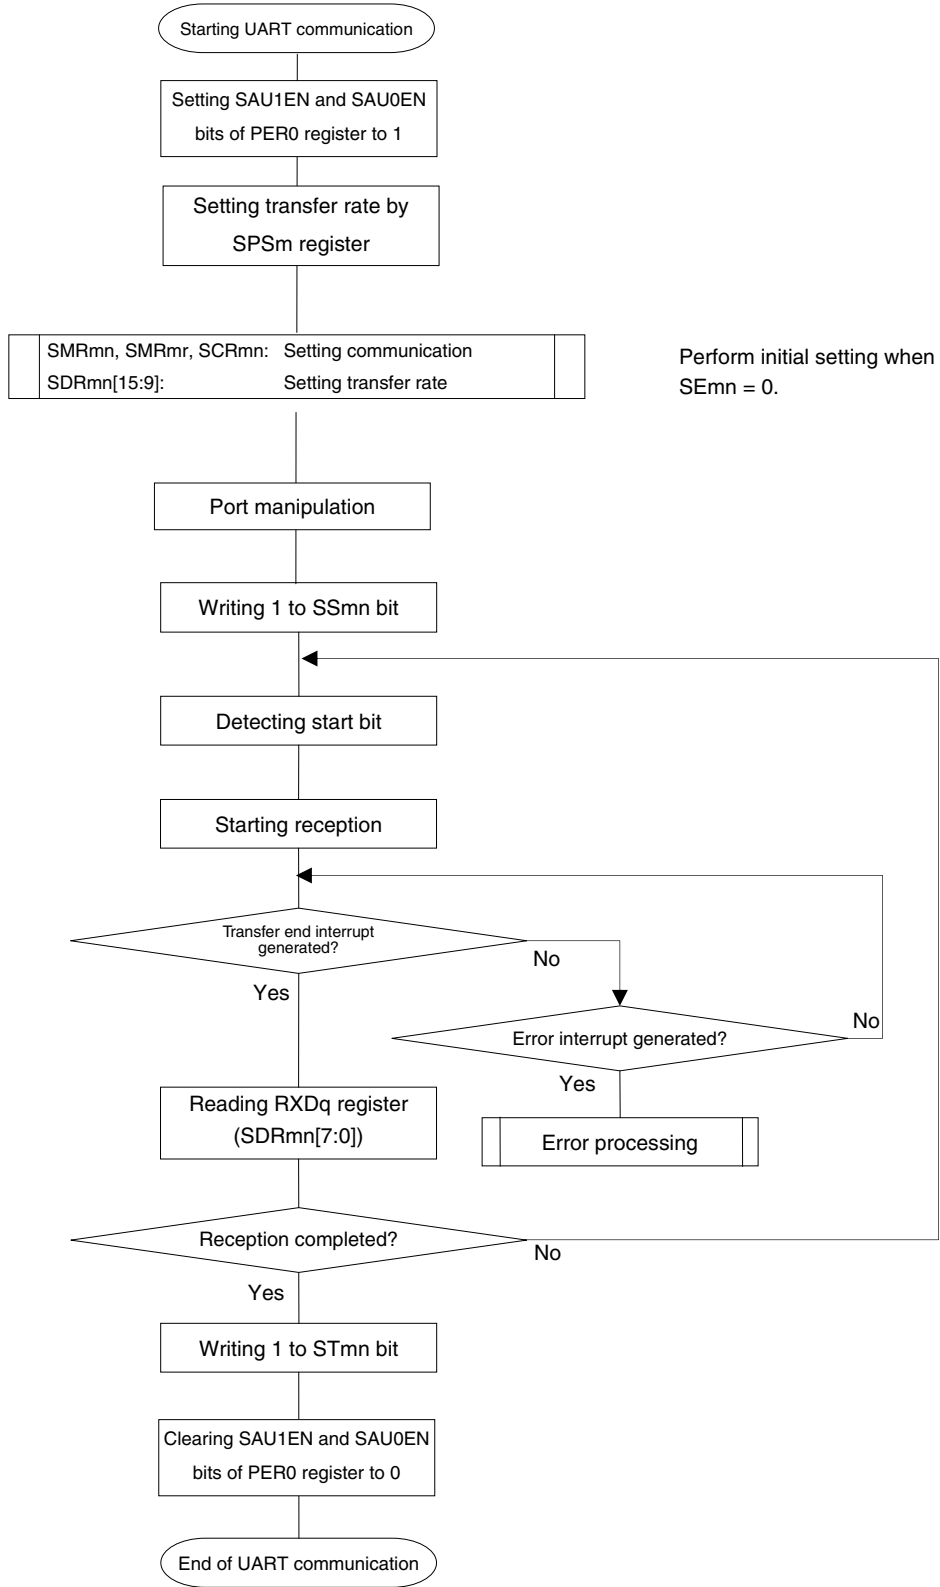 Starting UART communication
Setting SAU1EN and SAU0EN
bits of PER0 register to 1
Setting transfer rate by
SPSm register
SMRmn, SMRmr, SCRmn: Setting communication
SDRmn[15:9]: Setting transfer rate
Perform initial setting when
SEmn = 0.
Port manipulation
Writing 1 to SSmn bit
Detecting start bit
Starting reception
Transfer end interrupt
generated?
No
Yes
Error interrupt generated?
No
Yes
Reading RXDq register
(SDRmn[7:0])
Error processing
Reception completed?
No
Yes
Writing 1 to STmn bit
Clearing SAU1EN and SAU0EN
bits of PER0 register to 0
End of UART communication